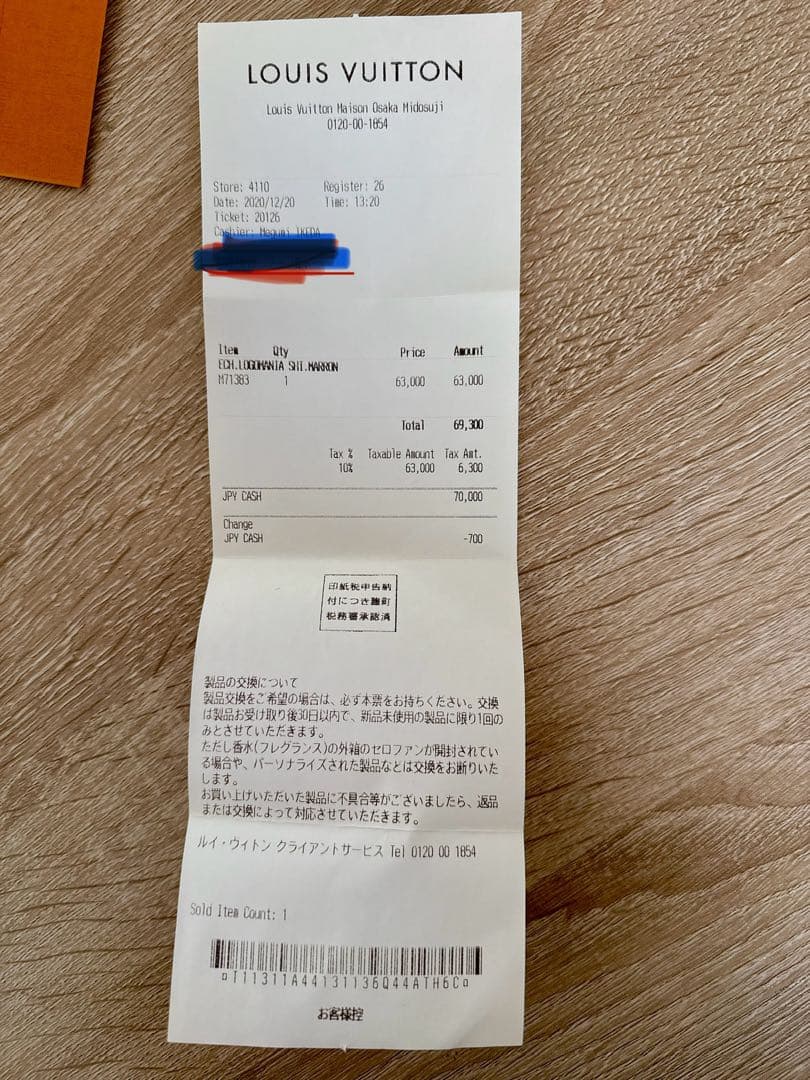 LOUIS VUITTON
Louis Vuitton Maison Osaka Midosuji
0120-00-1854
Store: 4110 Register: 26
Date: 2020/12/20 Time: 13:20
Ticket: 20126
Cashier: Megumi IKEDA
Item Qty Price Amount
ECH.LOGOMANIA SHI.MARRON
M71383 1 63,000 63,000
Total 69,300
Tax % Taxable Amount Tax Amt.
10% 63,000 6,300
JPY CASH 70,000
Change
JPY CASH -700
印紙税申告納
付につき麹町
税務署承認済
製品の交換について
製品交換をご希望の場合は、必ず本票をお持ちください。交換
は製品お受け取り後30日以内で、新品未使用の製品に限り1回の
みとさせていただきます。
ただし香水(フレグランス)の外箱のセロファンが開封されてい
る場合や、パーソナライズされた製品などは交換をお断りいた
します。
お買い上げいただいた製品に不具合等がございましたら、返品
または交換によって対応させていただきます。
ルイ・ヴィトン クライアントサービス Tel 0120 00 1854
Sold Item Count: 1
¤T11311A44131136Q44ATH6C¤
お客様控